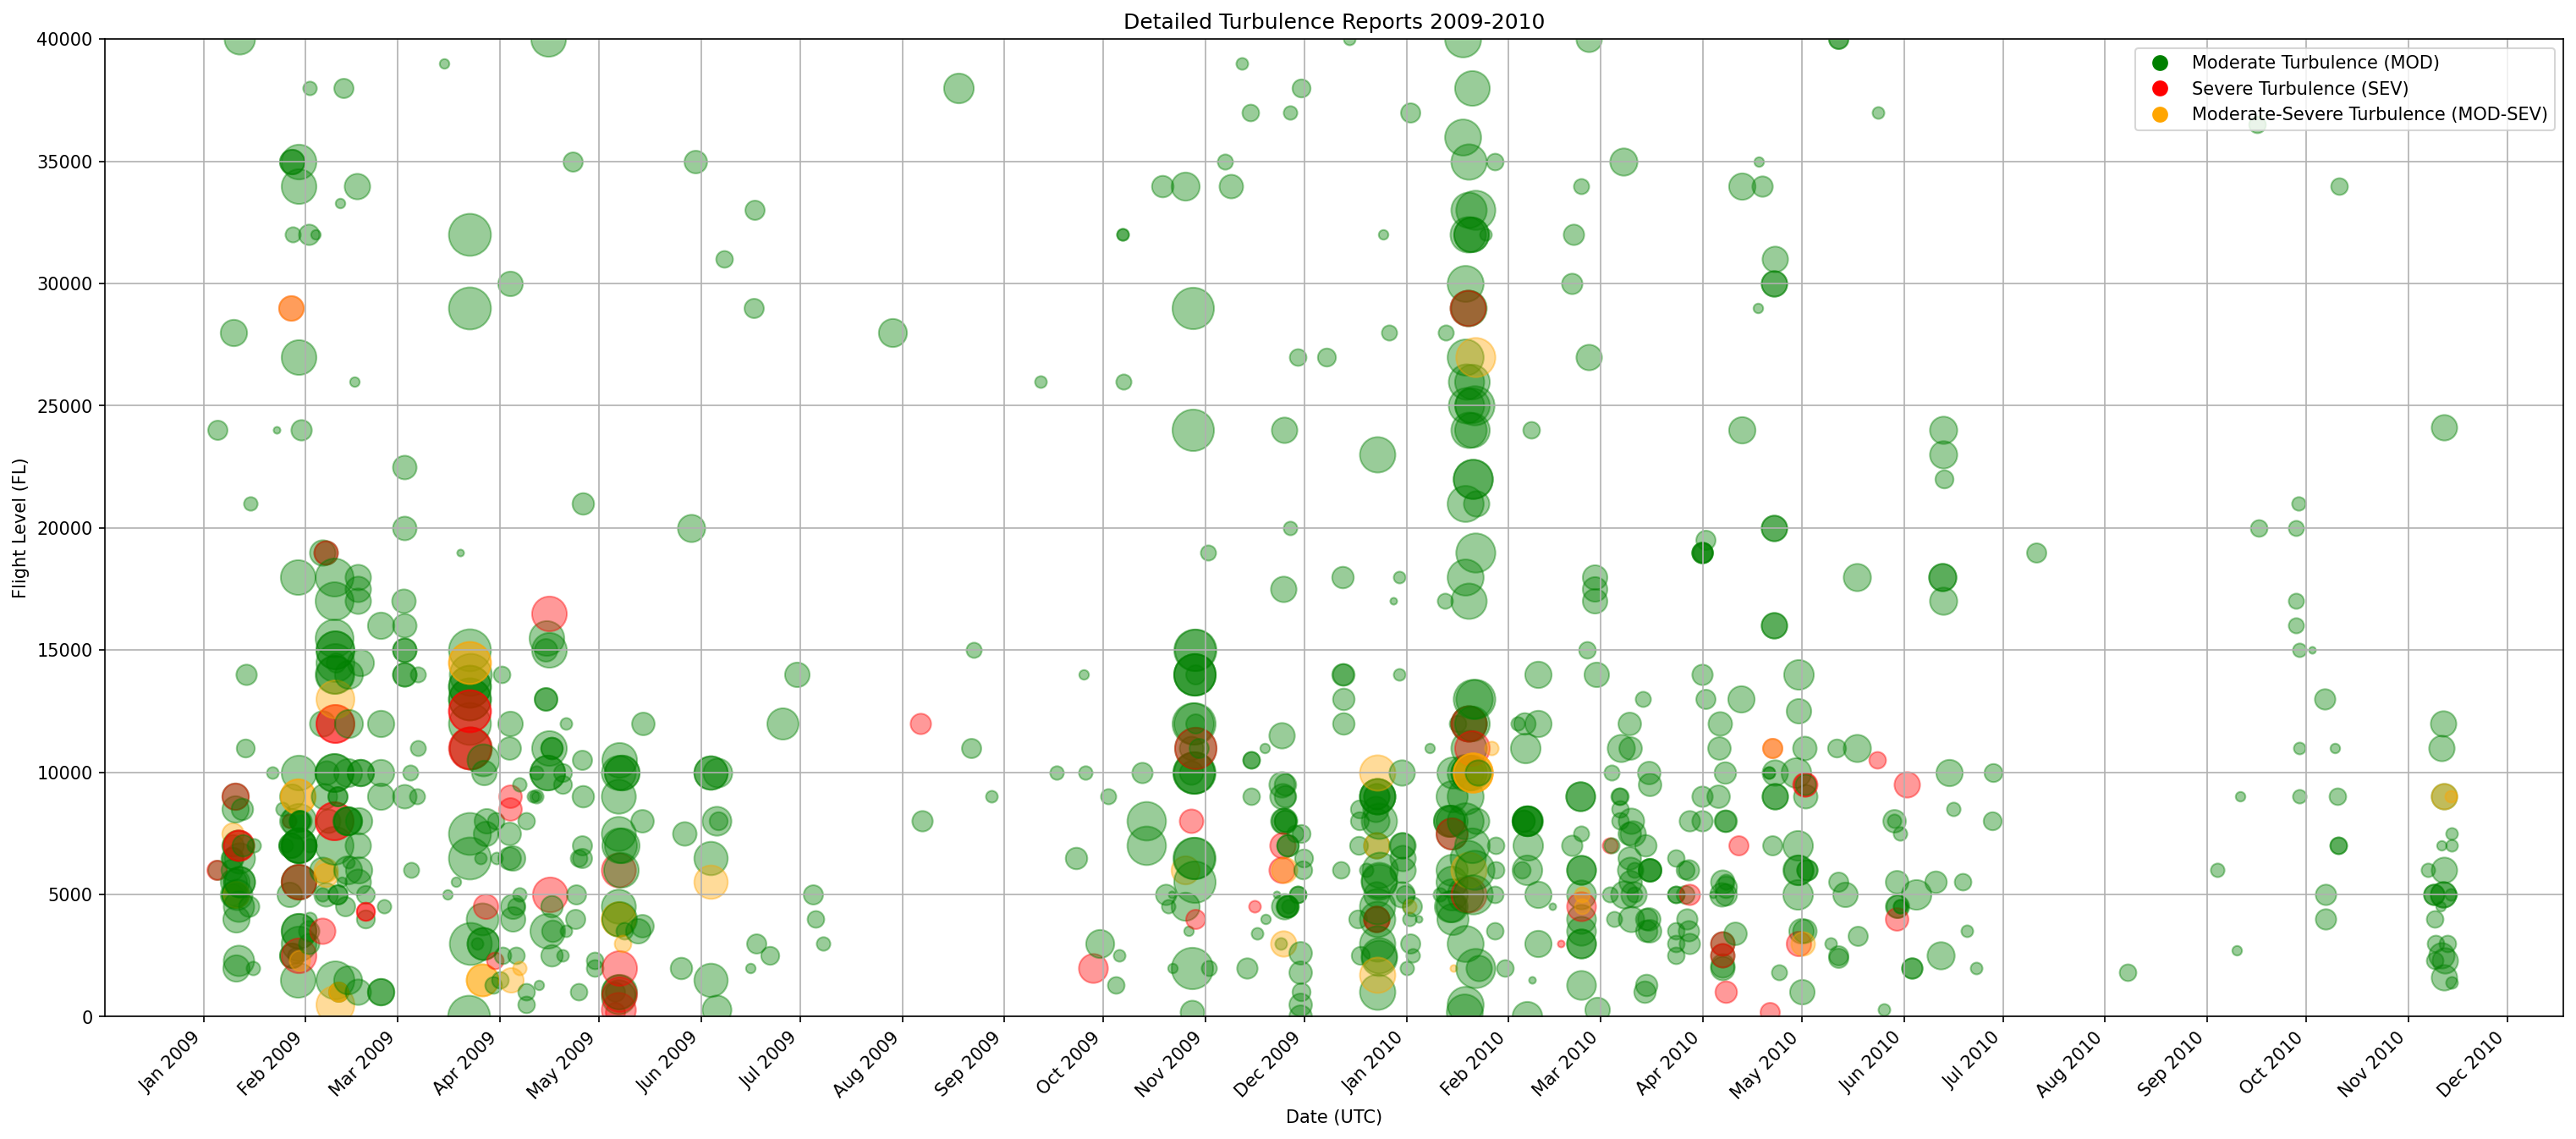 Detailed Turbulence Reports 2009-2010
Moderate Turbulence (MOD)
Severe Turbulence (SEV)
Moderate-Severe Turbulence (MOD-SEV)
Flight Level (FL)
40000
35000
30000
25000
20000
15000
10000
5000
0
Jan 2009
Feb 2009
Mar 2009
Apr 2009
May 2009
Jun 2009
Jul 2009
Aug 2009
Sep 2009
Oct 2009
Nov 2009
Dec 2009
Jan 2010
Feb 2010
Mar 2010
Apr 2010
May 2010
Jun 2010
Jul 2010
Aug 2010
Sep 2010
Oct 2010
Nov 2010
Dec 2010
Date (UTC)